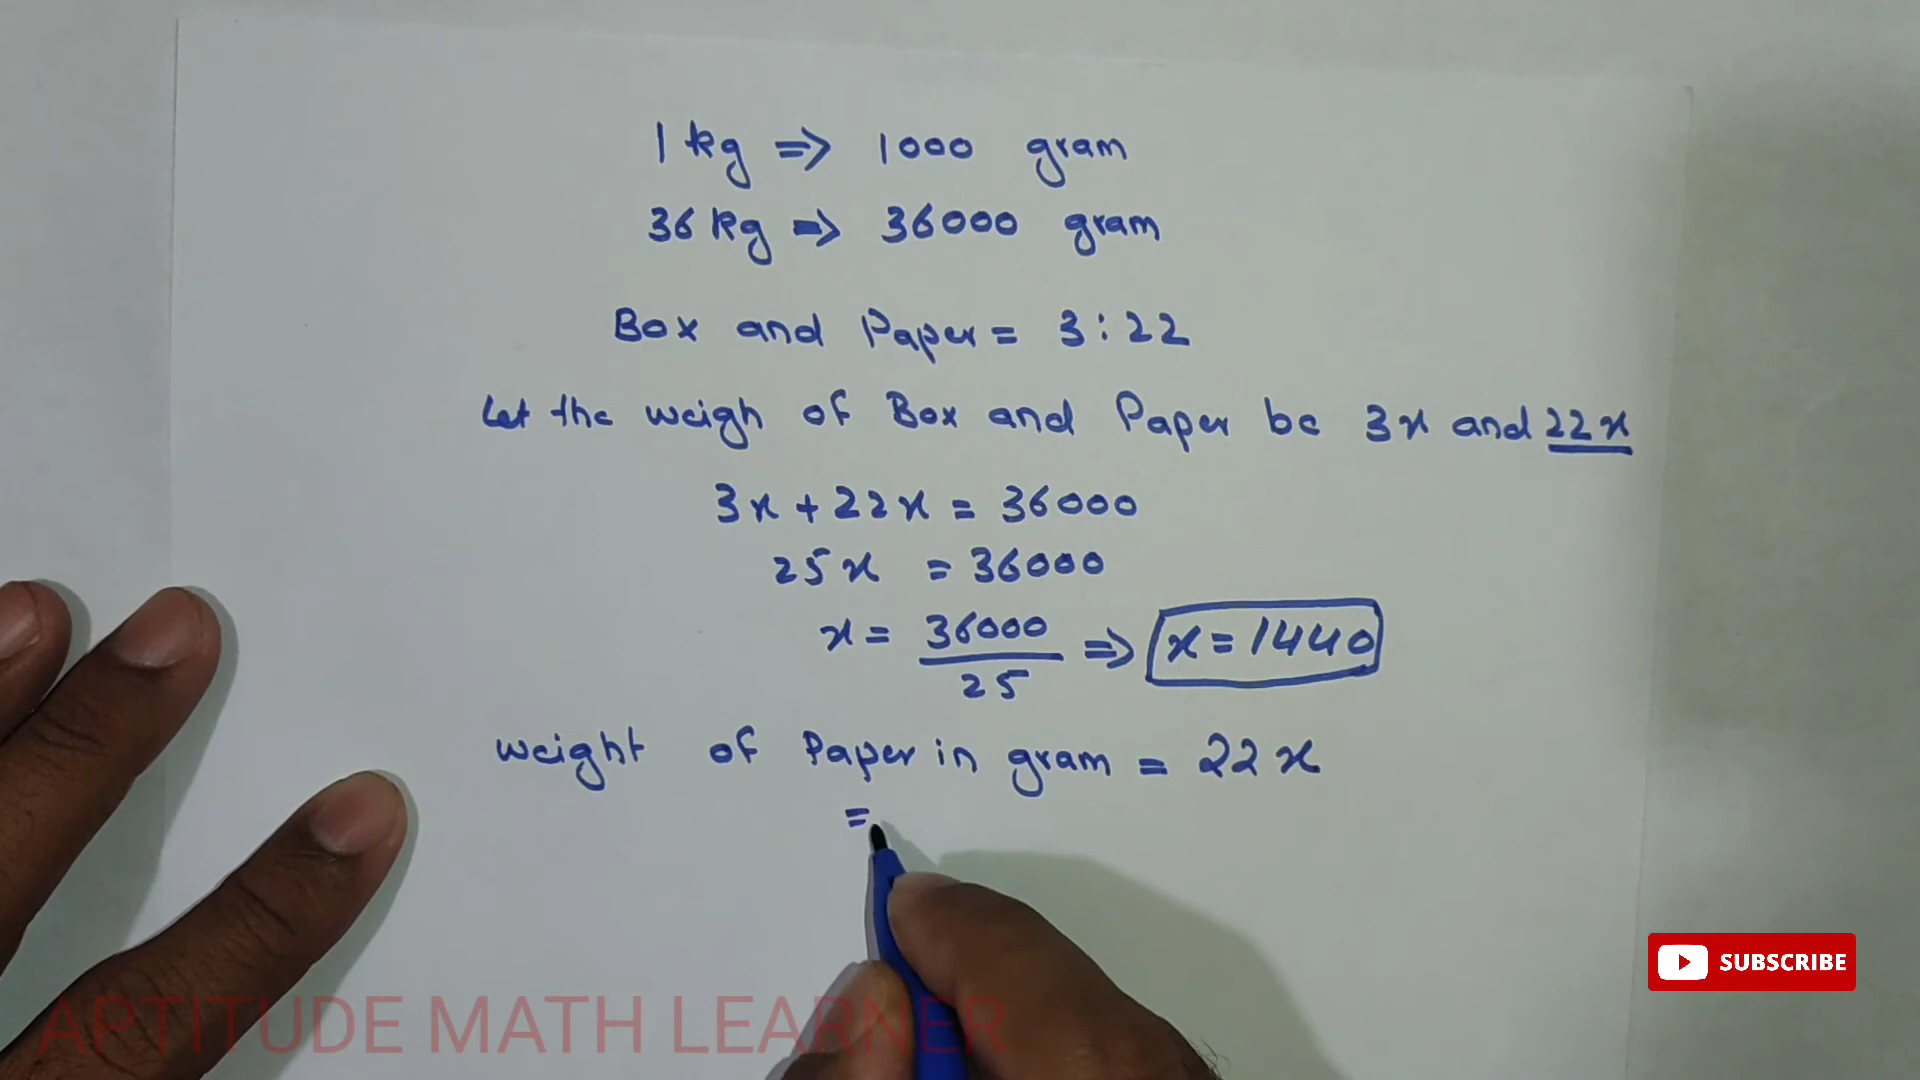 1 kg => 1000 gram
36 kg => 36000 gram
Box and Paper = 3:22
Let the weigh of Box and Paper be 3x and 22x
3x + 22x = 36000
25x = 36000
x = 36000/25 => x = 1440
weight of Paper in gram = 22x
=
SUBSCRIBE
APTITUDE MATH LEARNER